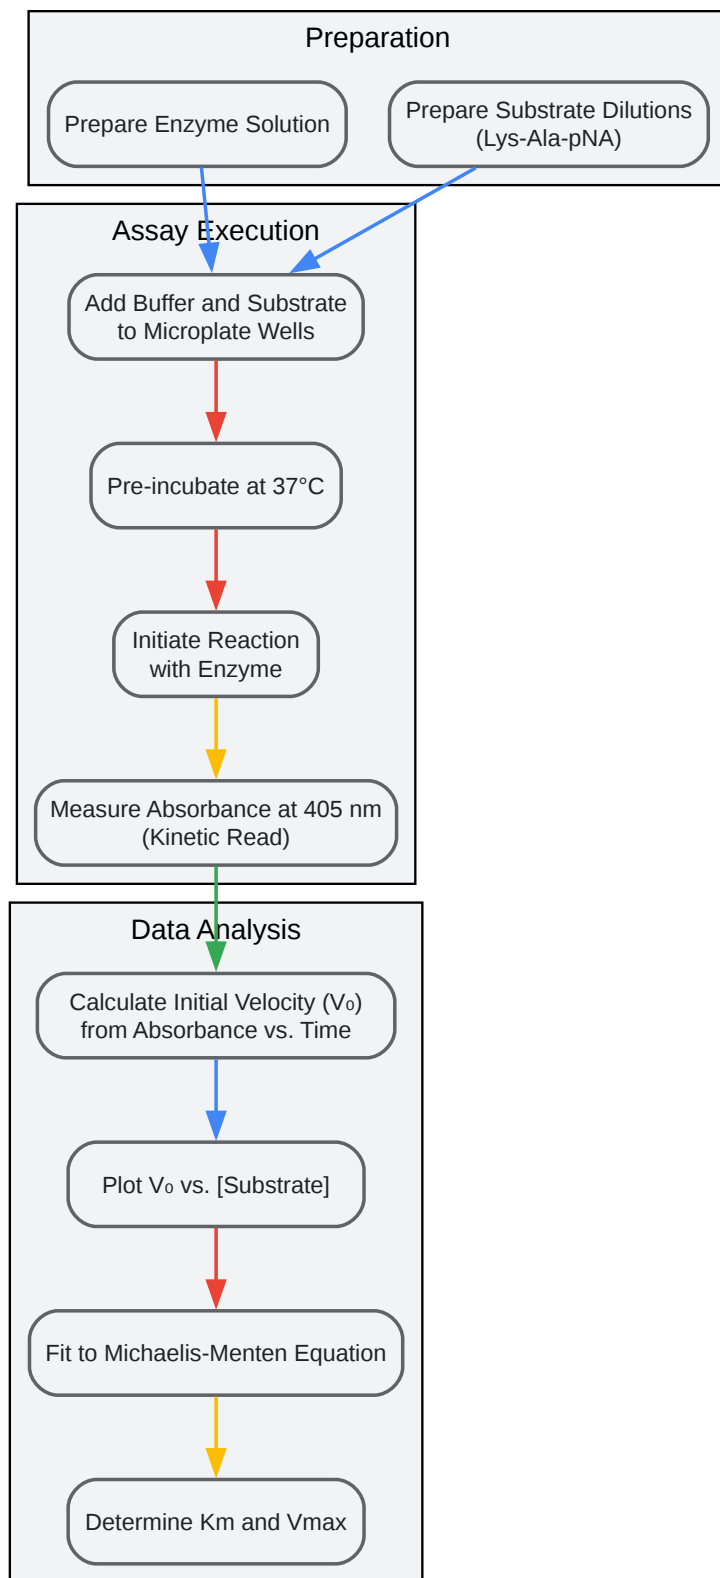 Preparation
Prepare Enzyme Solution
Prepare Substrate Dilutions
(Lys-Ala-pNA)
Assay Execution
Add Buffer and Substrate
to Microplate Wells
Pre-incubate at 37°C
Initiate Reaction
with Enzyme
Measure Absorbance at 405 nm
(Kinetic Read)
Data Analysis
Calculate Initial Velocity (V₀)
from Absorbance vs. Time
Plot V₀ vs. [Substrate]
Fit to Michaelis-Menten Equation
Determine Km and Vmax